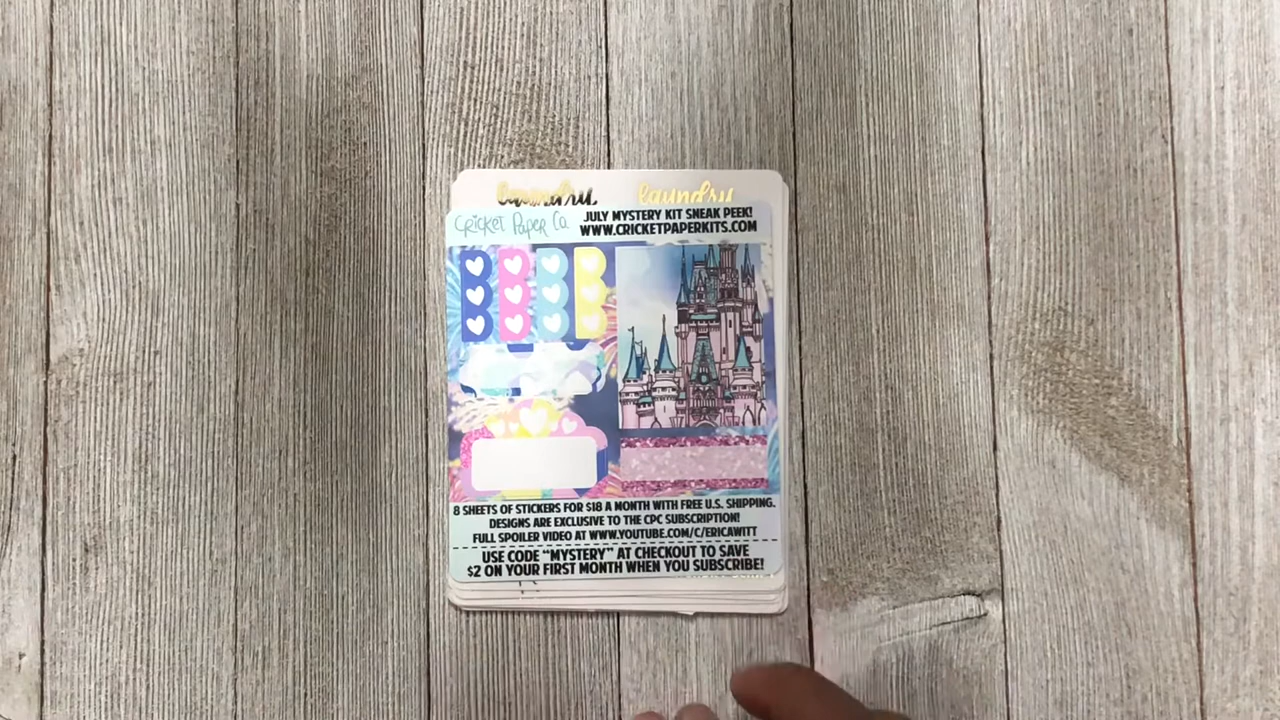 laundry laundry
Cricket Paper Co.
JULY MYSTERY KIT SNEAK PEEK!
WWW.CRICKETPAPERKITS.COM
8 SHEETS OF STICKERS FOR $18 A MONTH WITH FREE U.S. SHIPPING.
DESIGNS ARE EXCLUSIVE TO THE CPC SUBSCRIPTION!
FULL SPOILER VIDEO AT WWW.YOUTUBE.COM/C/ERICAWITT
USE CODE “MYSTERY” AT CHECKOUT TO SAVE
$2 ON YOUR FIRST MONTH WHEN YOU SUBSCRIBE!